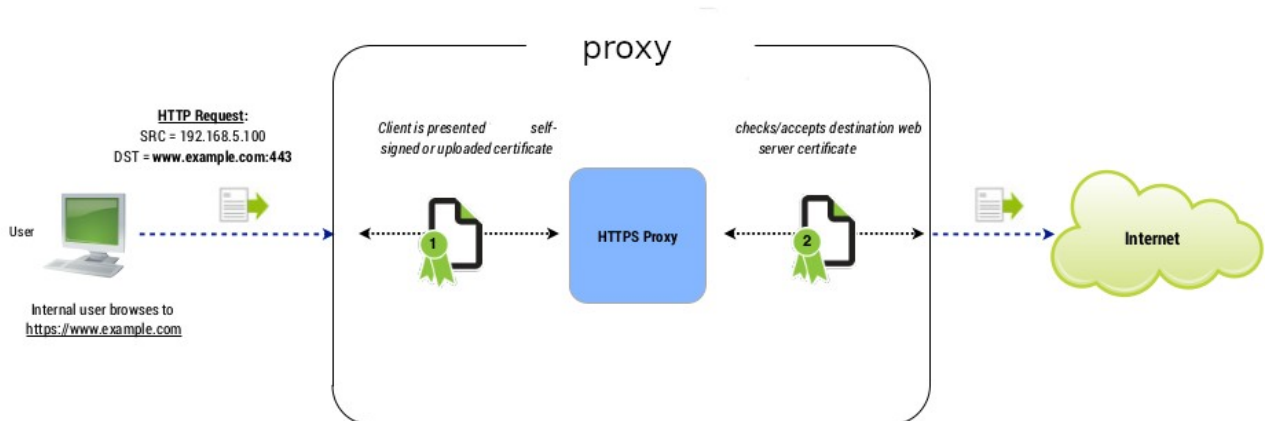 proxy
HTTP Request:
SRC = 192.168.5.100
DST = www.example.com:443
User
Internal user browses to
https://www.example.com
Client is presented self-
signed or uploaded certificate
1
HTTPS Proxy
checks/accepts destination web
server certificate
2
Internet